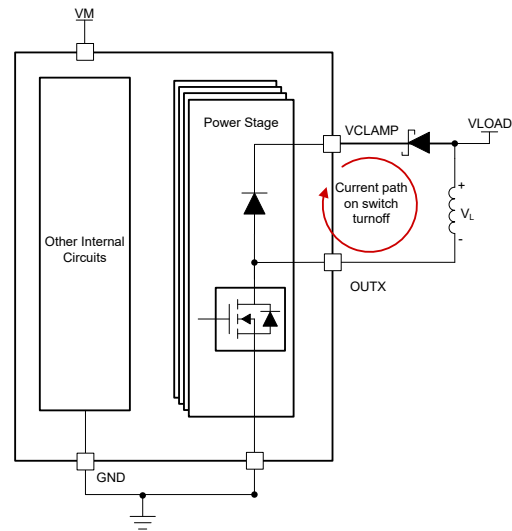 VM
Power Stage
VCLAMP
VLOAD
Current path
on switch
turnoff
+
VL
-
Other Internal
Circuits
OUTX
GND